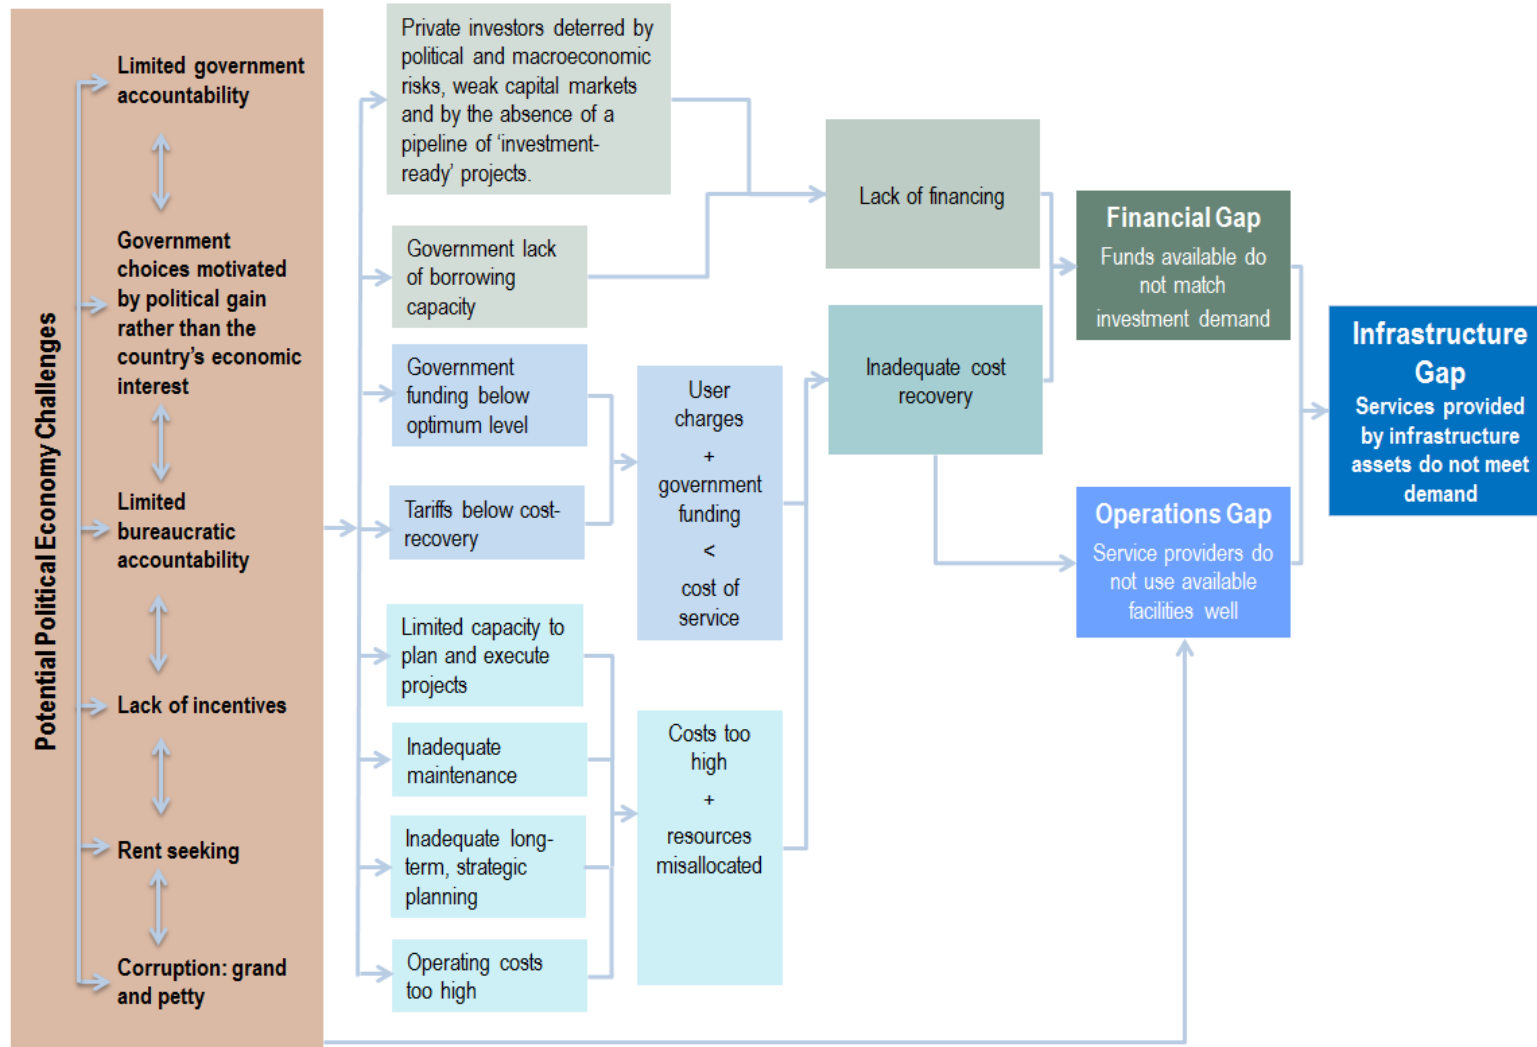 Potential Political Economy Challenges
Limited government
accountability
Government
choices motivated
by political gain
rather than the
country's economic
interest
Limited
bureaucratic
accountability
Lack of incentives
Rent seeking
Corruption: grand
and petty
Private investors deterred by
political and macroeconomic
risks, weak capital markets
and by the absence of a
pipeline of 'investment-
ready' projects.
Government lack
of borrowing
capacity
Government
funding below
optimum level
Tariffs below cost-
recovery
Limited capacity to
plan and execute
projects
Inadequate
maintenance
Inadequate long-
term, strategic
planning
Operating costs
too high
User
charges
+
government
funding
<
cost of
service
Costs too
high
+
resources
misallocated
Lack of financing
Inadequate cost
recovery
Financial Gap
Funds available do
not match
investment demand
Operations Gap
Service providers do
not use available
facilities well
Infrastructure
Gap
Services provided
by infrastructure
assets do not meet
demand